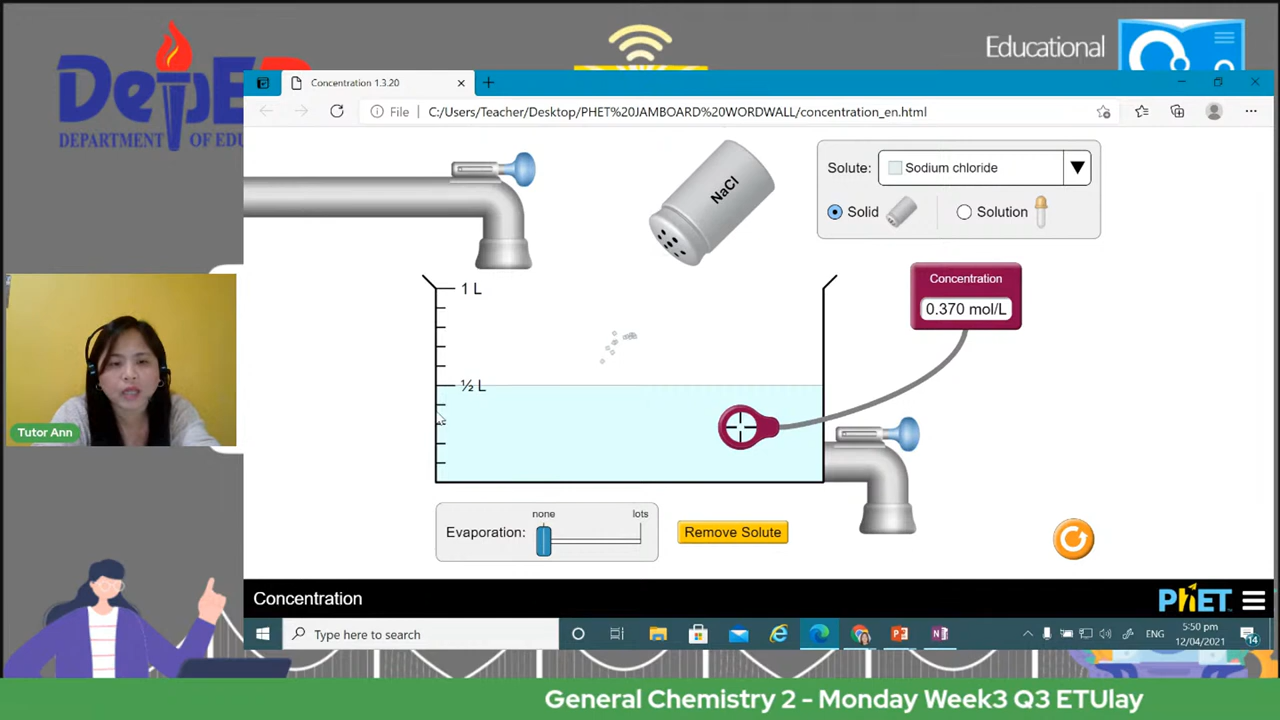 DepED
DEPARTMENT OF EDU
Educational
Concentration 1.3.20
File
C:/Users/Teacher/Desktop/PHET%20JAMBOARD%20WORDWALL/concentration_en.html
NaCl
Solute:
Sodium chloride
Solid
Solution
1 L
½ L
Concentration
0.370 mol/L
Tutor Ann
Evaporation:
none
lots
Remove Solute
Concentration
PhET
Type here to search
ENG
5:50 pm
12/04/2021
14
General Chemistry 2 - Monday Week3 Q3 ETUlay